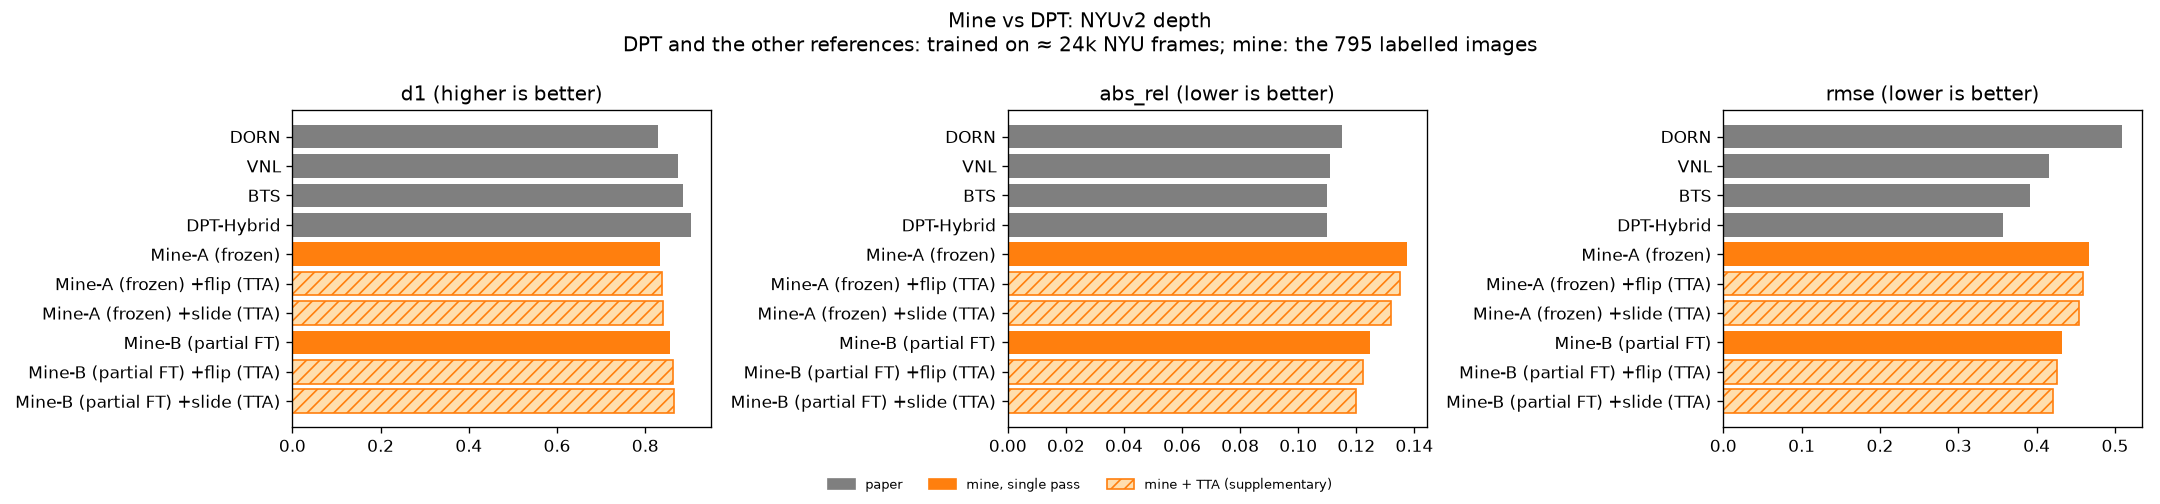 Mine vs DPT: NYUv2 depth
DPT and the other references: trained on ≈ 24k NYU frames; mine: the 795 labelled images
d1 (higher is better)
DORN
VNL
BTS
DPT-Hybrid
Mine-A (frozen)
Mine-A (frozen) +flip (TTA)
Mine-A (frozen) +slide (TTA)
Mine-B (partial FT)
Mine-B (partial FT) +flip (TTA)
Mine-B (partial FT) +slide (TTA)
0.0 0.2 0.4 0.6 0.8
abs_rel (lower is better)
DORN
VNL
BTS
DPT-Hybrid
Mine-A (frozen)
Mine-A (frozen) +flip (TTA)
Mine-A (frozen) +slide (TTA)
Mine-B (partial FT)
Mine-B (partial FT) +flip (TTA)
Mine-B (partial FT) +slide (TTA)
0.00 0.02 0.04 0.06 0.08 0.10 0.12 0.14
rmse (lower is better)
DORN
VNL
BTS
DPT-Hybrid
Mine-A (frozen)
Mine-A (frozen) +flip (TTA)
Mine-A (frozen) +slide (TTA)
Mine-B (partial FT)
Mine-B (partial FT) +flip (TTA)
Mine-B (partial FT) +slide (TTA)
0.0 0.1 0.2 0.3 0.4 0.5
paper mine, single pass mine + TTA (supplementary)